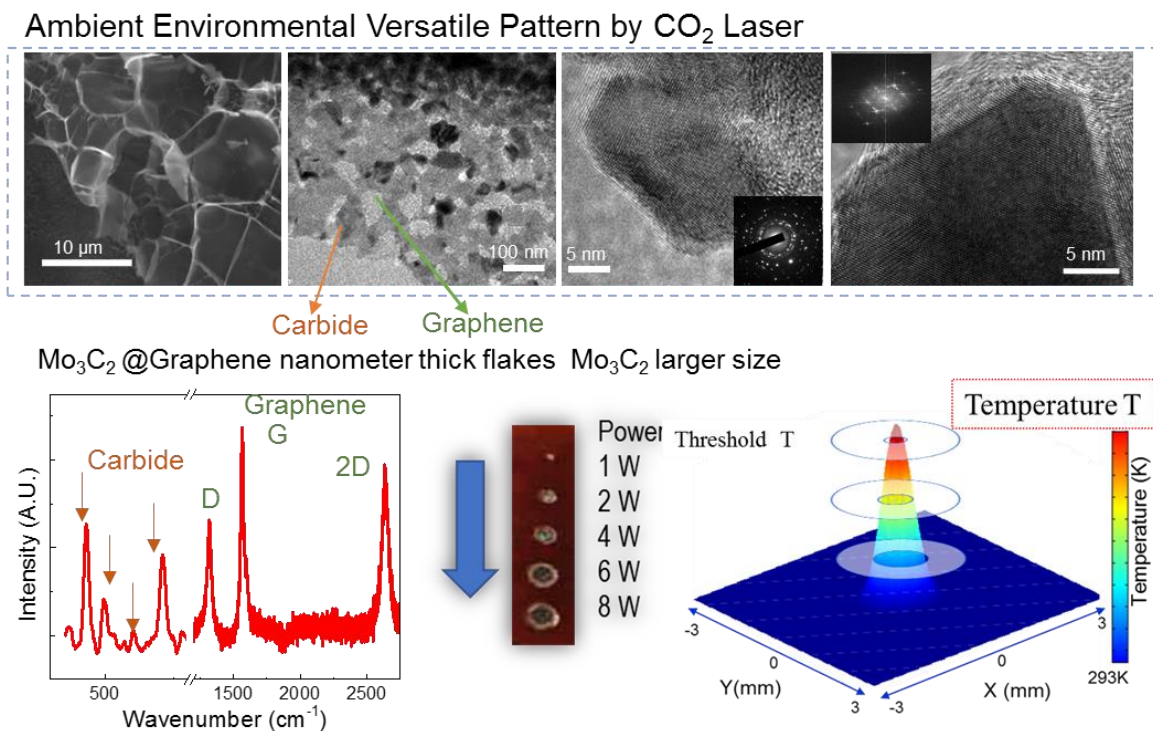 Ambient Environmental Versatile Pattern by CO₂ Laser
10 µm
100 nm
5 nm
5 nm
Carbide
Graphene
Mo₃C₂ @Graphene nanometer thick flakes
Mo₃C₂ larger size
Graphene
G
Carbide
D
2D
Intensity (A.U.)
500
1500
2000
2500
Wavenumber (cm⁻¹)
Power
1 W
2 W
4 W
6 W
8 W
Threshold T
Temperature T
Temperature (K)
293K
-3
0
3
Y(mm)
-3
0
3
X (mm)